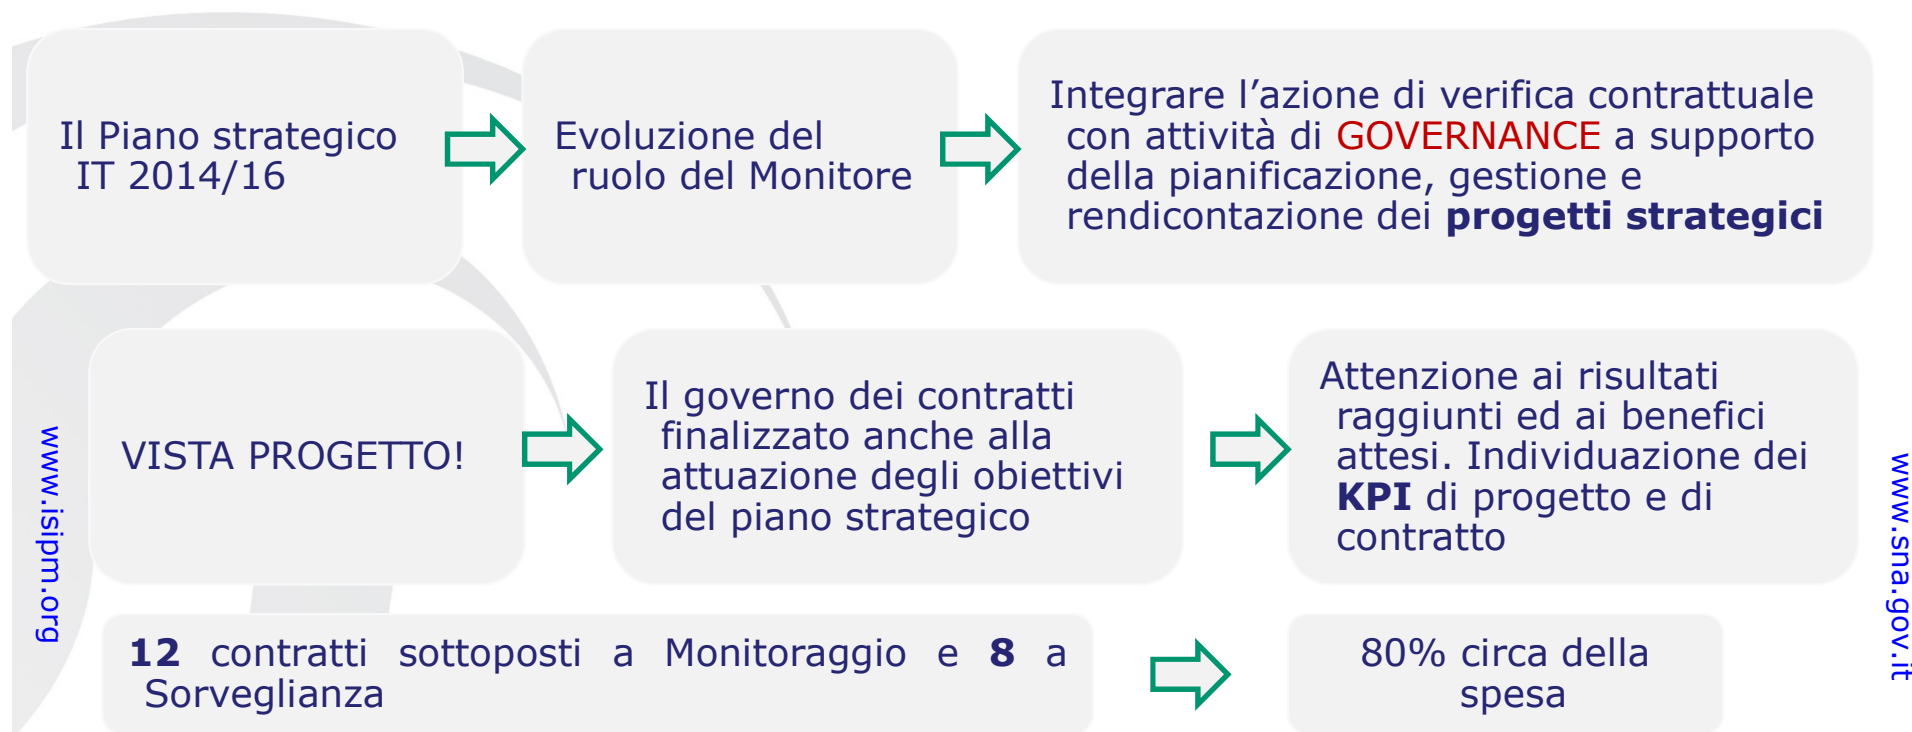 Il Piano strategico
IT 2014/16
Evoluzione del
ruolo del Monitore
Integrare l’azione di verifica contrattuale
con attività di GOVERNANCE a supporto
della pianificazione, gestione e
rendicontazione dei progetti strategici
VISTA PROGETTO!
Il governo dei contratti
finalizzato anche alla
attuazione degli obiettivi
del piano strategico
Attenzione ai risultati
raggiunti ed ai benefici
attesi. Individuazione dei
KPI di progetto e di
contratto
12 contratti sottoposti a Monitoraggio e 8 a
Sorveglianza
80% circa della
spesa
www.isipm.org
www.sna.gov.it